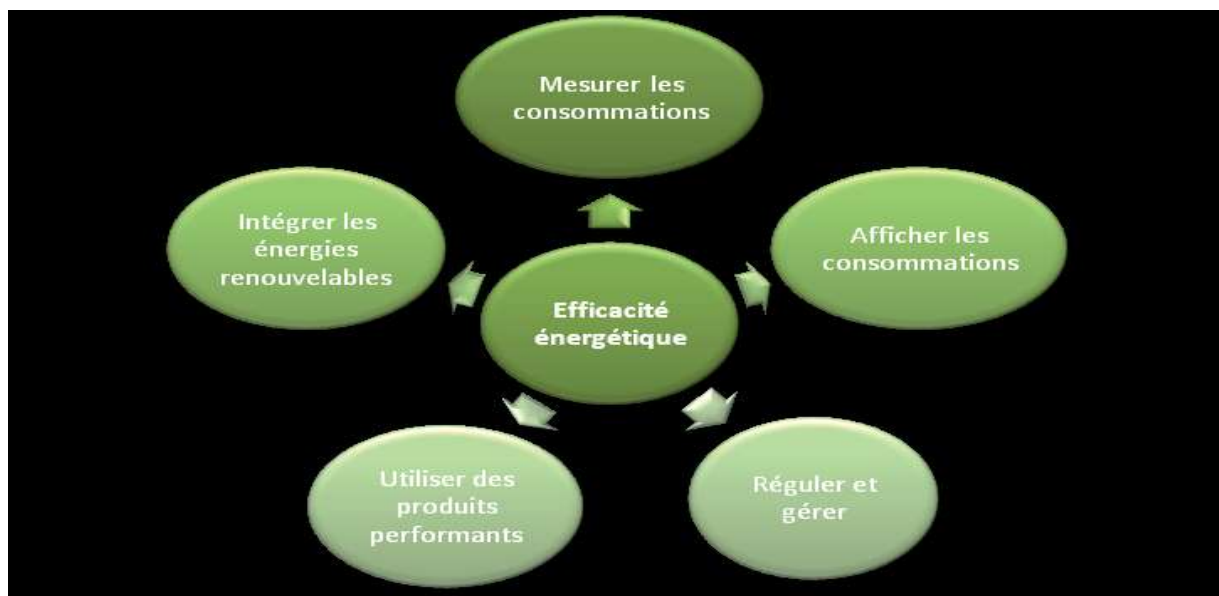 Mesurer les
consommations
Intégrer les
énergies
renouvelables
Afficher les
consommations
Efficacité
énergétique
Utiliser des
produits
performants
Réguler et
gérer